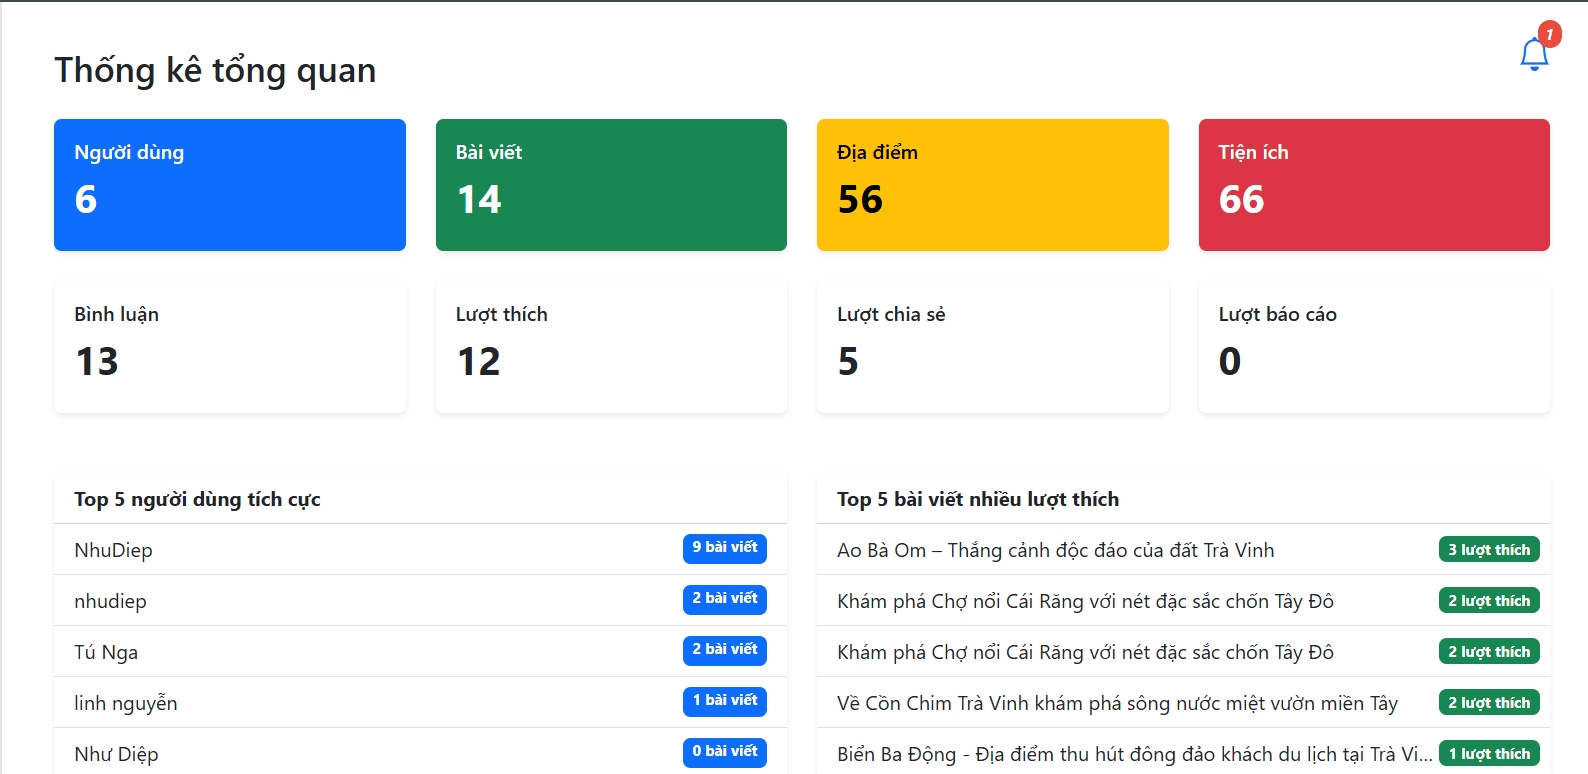 1
Thống kê tổng quan
Người dùng
6
Bài viết
14
Địa điểm
56
Tiện ích
66
Bình luận
13
Lượt thích
12
Lượt chia sẻ
5
Lượt báo cáo
0
Top 5 người dùng tích cực
NhuDiep 9 bài viết
nhudiep 2 bài viết
Tú Nga 2 bài viết
linh nguyễn 1 bài viết
Như Diệp 0 bài viết
Top 5 bài viết nhiều lượt thích
Ao Bà Om – Thắng cảnh độc đáo của đất Trà Vinh 3 lượt thích
Khám phá Chợ nổi Cái Răng với nét đặc sắc chốn Tây Đô 2 lượt thích
Khám phá Chợ nổi Cái Răng với nét đặc sắc chốn Tây Đô 2 lượt thích
Về Cồn Chim Trà Vinh khám phá sông nước miệt vườn miền Tây 2 lượt thích
Biển Ba Động - Địa điểm thu hút đông đảo khách du lịch tại Trà Vi... 1 lượt thích